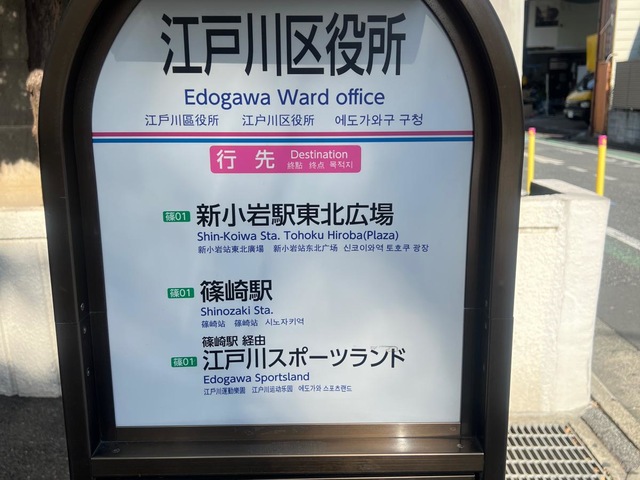 江戸川区役所
Edogawa Ward office
江戶川區役所 江户川区役所 에도가와구 구청
行先 Destination
終點 终点 목적지
篠01 新小岩駅東北広場
Shin-Koiwa Sta. Tohoku Hiroba(Plaza)
新小岩站東北廣場 新小岩站东北广场 신코이와역 토호쿠 광장
篠01 篠崎駅
Shinozaki Sta.
篠崎站 篠崎站 시노자키역
篠崎駅 経由
篠01 江戸川スポーツランド
Edogawa Sportsland
江戶川運動樂園 江户川运动乐园 에도가와 스포츠랜드